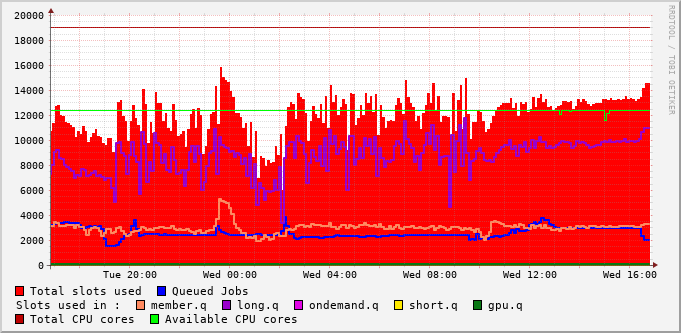 RRDTOOL / TOBI OETIKER
20000
18000
16000
14000
12000
10000
8000
6000
4000
2000
0
Tue 20:00 Wed 00:00 Wed 04:00 Wed 08:00 Wed 12:00 Wed 16:00
Total slots used Queued Jobs
Slots used in : member.q long.q ondemand.q short.q gpu.q
Total CPU cores Available CPU cores